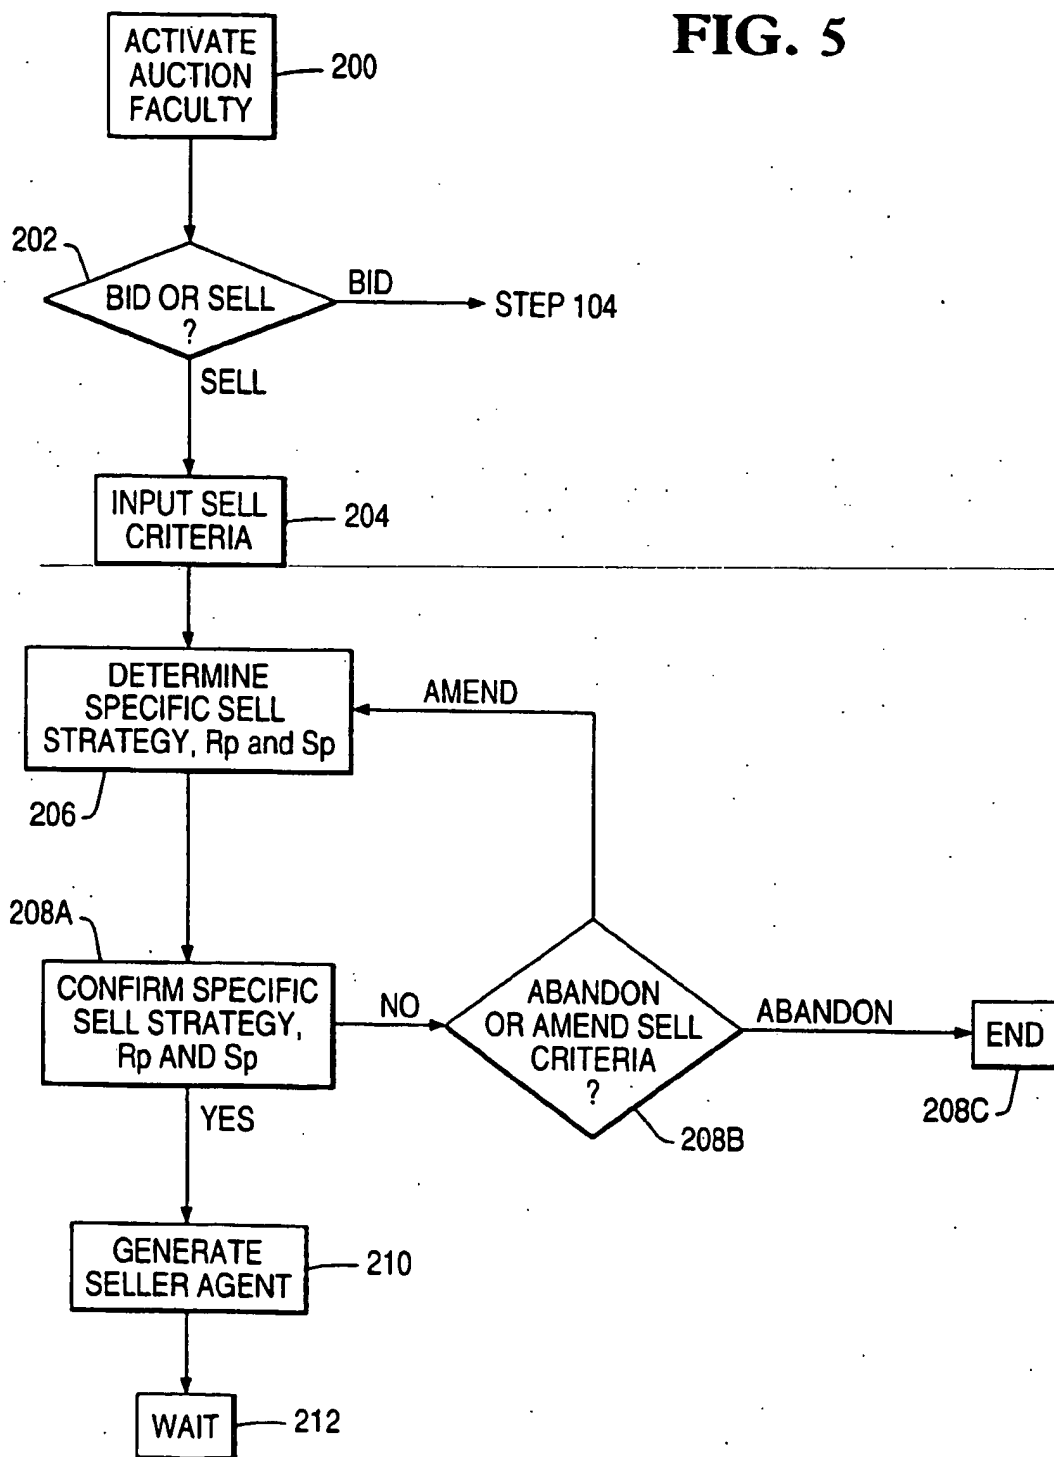 FIG. 5
ACTIVATE
AUCTION
FACULTY
200
202
BID OR SELL
?
BID
STEP 104
SELL
INPUT SELL
CRITERIA
204
DETERMINE
SPECIFIC SELL
STRATEGY, Rp and Sp
206
AMEND
208A
CONFIRM SPECIFIC
SELL STRATEGY,
Rp AND Sp
NO
ABANDON
OR AMEND SELL
CRITERIA
?
208B
ABANDON
END
208C
YES
GENERATE
SELLER AGENT
210
WAIT
212